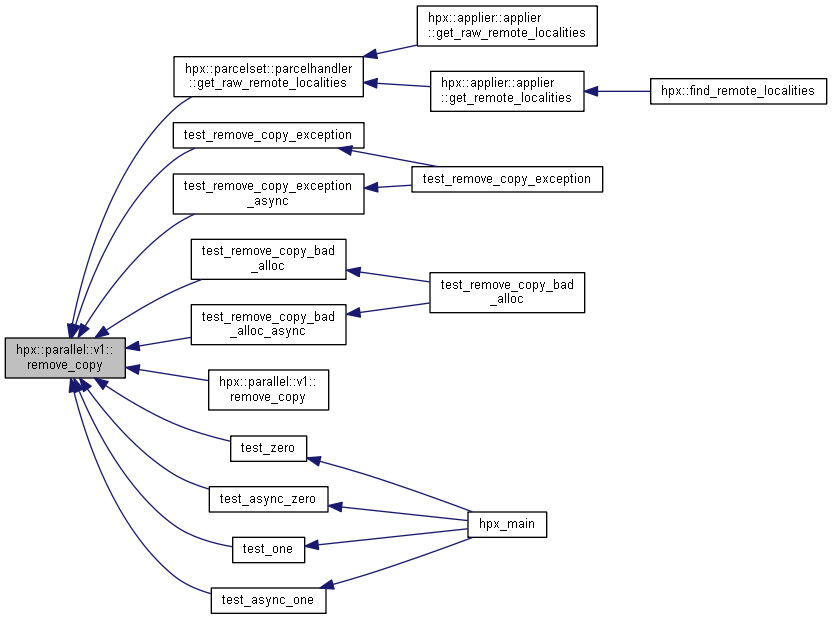 hpx::applier::applier
::get_raw_remote_localities
hpx::parcelset::parcelhandler
::get_raw_remote_localities
hpx::applier::applier
::get_remote_localities
hpx::find_remote_localities
test_remove_copy_exception
test_remove_copy_exception
test_remove_copy_exception
_async
test_remove_copy_bad
_alloc
test_remove_copy_bad
_alloc
test_remove_copy_bad
_alloc_async
hpx::parallel::v1::
remove_copy
hpx::parallel::v1::
remove_copy
test_zero
test_async_zero
hpx_main
test_one
test_async_one